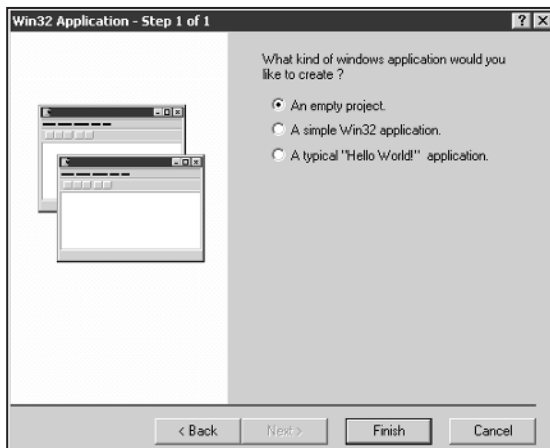 Win32 Application - Step 1 of 1
What kind of windows application would you
like to create ?
An empty project.
A simple Win32 application.
A typical "Hello World!" application.
< Back
Next >
Finish
Cancel